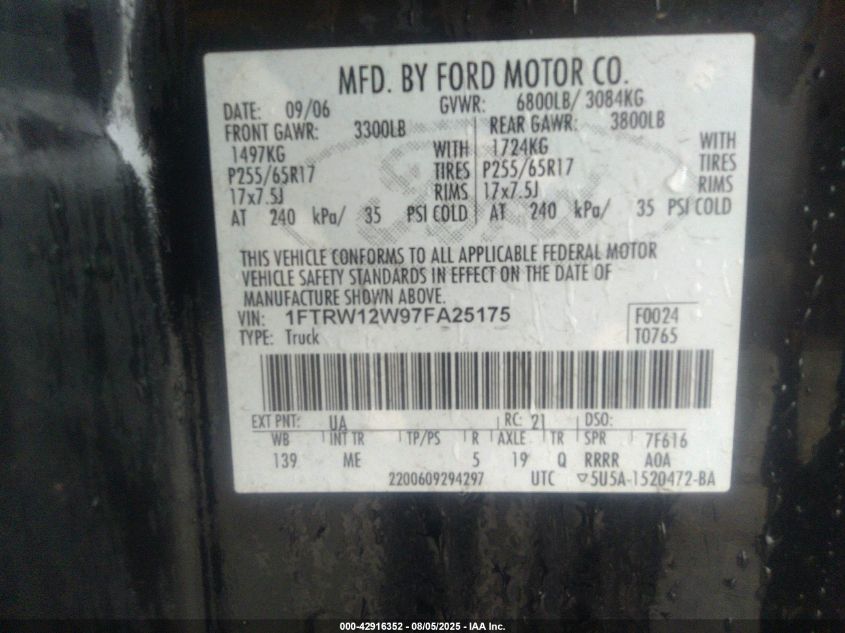 MFD. BY FORD MOTOR CO.
DATE: 09/06 GVWR: 6800LB/ 3084KG
FRONT GAWR: 3300LB REAR GAWR: 3800LB
1497KG WITH 1724KG WITH
P255/65R17 TIRES P255/65R17 TIRES
17x7.5J RIMS 17x7.5J RIMS
AT 240 kPa/ 35 PSI COLD AT 240 kPa/ 35 PSI COLD
THIS VEHICLE CONFORMS TO ALL APPLICABLE FEDERAL MOTOR
VEHICLE SAFETY STANDARDS IN EFFECT ON THE DATE OF
MANUFACTURE SHOWN ABOVE.
VIN: 1FTRW12W97FA25175 F0024
TYPE: Truck T0765
EXT PNT: UA RC: 21 DSO:
WB INT TR TP/PS R AXLE TR SPR 7F616
139 ME 5 19 Q RRRR A0A
2200609294297 UTC ▽5U5A-1520472-BA
000-42916352 - 08/05/2025 - IAA Inc.